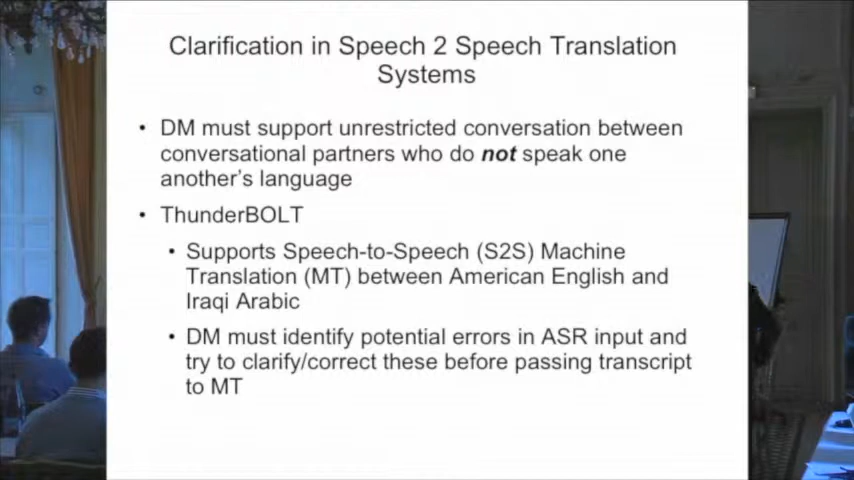 Clarification in Speech 2 Speech Translation
Systems
• DM must support unrestricted conversation between
conversational partners who do not speak one
another's language
• ThunderBOLT
• Supports Speech-to-Speech (S2S) Machine
Translation (MT) between American English and
Iraqi Arabic
• DM must identify potential errors in ASR input and
try to clarify/correct these before passing transcript
to MT